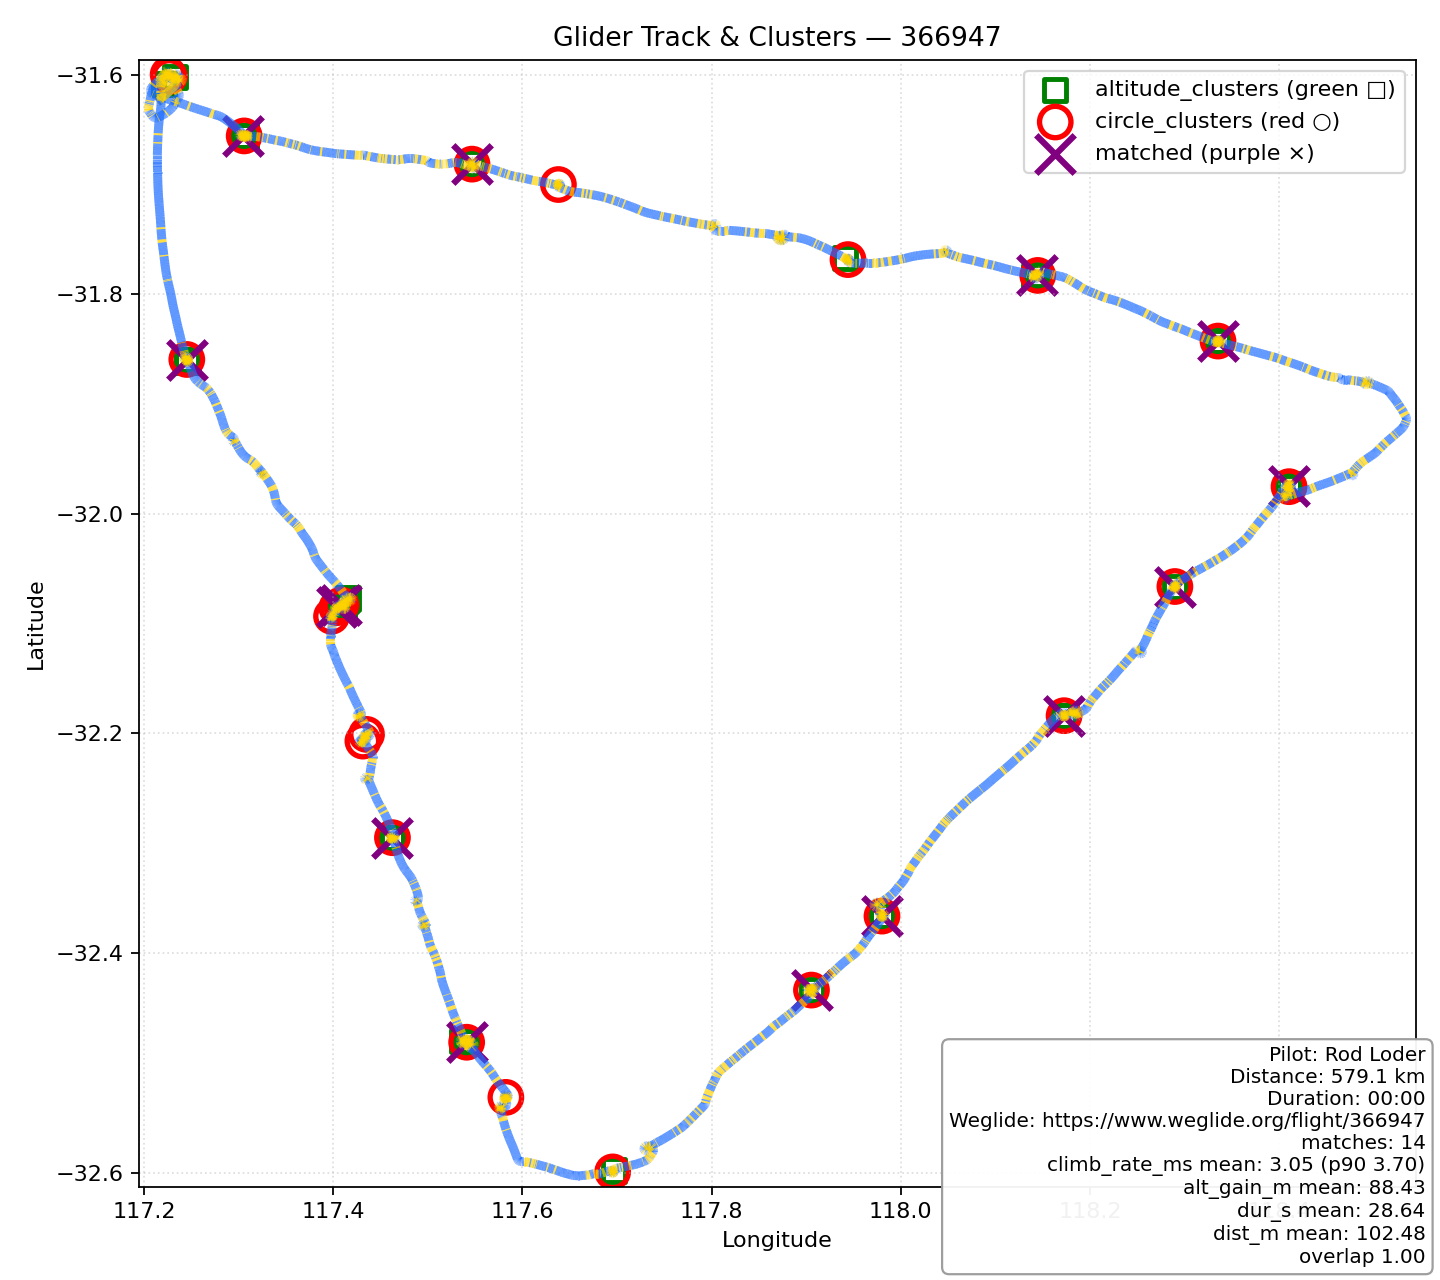 Glider Track & Clusters — 366947
altitude_clusters (green □)
circle_clusters (red ○)
matched (purple ×)
−31.6
−31.8
−32.0
−32.2
−32.4
−32.6
Latitude
117.2
117.4
117.6
117.8
118.0
118.2
Longitude
Pilot: Rod Loder
Distance: 579.1 km
Duration: 00:00
Weglide: https://www.weglide.org/flight/366947
matches: 14
climb_rate_ms mean: 3.05 (p90 3.70)
alt_gain_m mean: 88.43
dur_s mean: 28.64
dist_m mean: 102.48
overlap 1.00